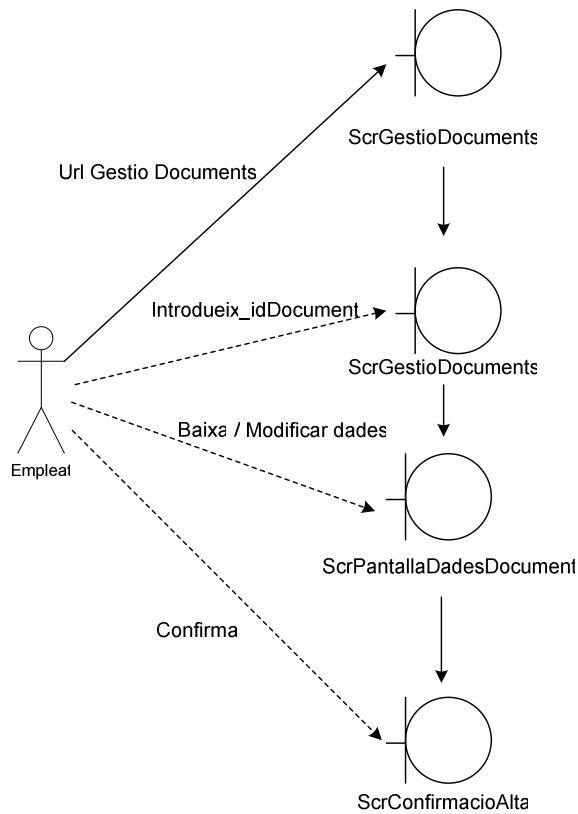 ScrGestioDocuments
Url Gestio Documents
Introdueix_idDocument
ScrGestioDocuments
Baixa / Modificar dades
Empleat
ScrPantallaDadesDocument
Confirma
ScrConfirmacioAlta